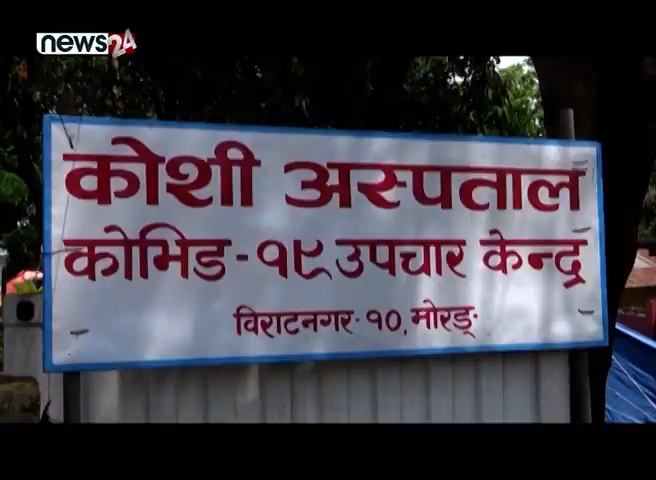 news24
कोशी अस्पताल
कोभिड - १९ उपचार केन्द्र
विराटनगर - १०, मोरङ